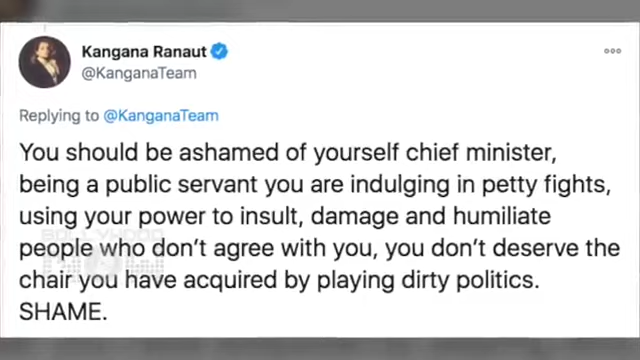 Kangana Ranaut
@KanganaTeam
Replying to @KanganaTeam
You should be ashamed of yourself chief minister,
being a public servant you are indulging in petty fights,
using your power to insult, damage and humiliate
people who don't agree with you, you don't deserve the
chair you have acquired by playing dirty politics.
SHAME.
BOLLYWOOD
NOW